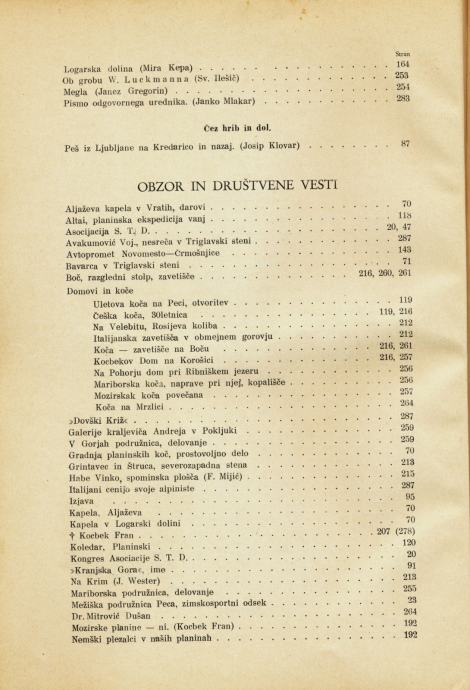 Stran
Logarska dolina (Mira Kepa) . . . . . . . . . . . . . . . . 164
Ob grobu W. Luckmanna (Sv. Ilešič) . . . . . . . . . . . . 253
Megla (Janez Gregorin) . . . . . . . . . . . . . . . . . . 254
Pismo odgovornega urednika. (Janko Mlakar) . . . . . . . . . 283
Čez hrib in dol.
Peš iz Ljubljane na Kredarico in nazaj. (Josip Klovar) . . . . . . . 87
OBZOR IN DRUŠTVENE VESTI
Aljaževa kapela v Vratih, darovi . . . . . . . . . . . . . . 70
Altai, planinska ekspedicija vanj . . . . . . . . . . . . . . 118
Asocijacija S. T. D. . . . . . . . . . . . . . . . . . . 20, 47
Avakumović Voj., nesreča v Triglavski steni . . . . . . . . . . 287
Avtopromet Novomesto—Črmošnjice . . . . . . . . . . . . 143
Bavarca v Triglavski steni . . . . . . . . . . . . . . . . 71
Boč, razgledni stolp, zavetišče . . . . . . . . . . . . 216, 260, 261
Domovi in koče
Uletova koča na Peci, otvoritev . . . . . . . . . . . . . 119
Češka koča, 30letnica . . . . . . . . . . . . . . . 119, 216
Na Velebitu, Rosijeva koliba . . . . . . . . . . . . . . 212
Italijanska zavetišča v obmejnem gorovju . . . . . . . . . 212
Koča — zavetišče na Boču . . . . . . . . . . . . . 216, 261
Kocbekov Dom na Korošici . . . . . . . . . . . . . 216, 257
Na Pohorju dom pri Ribniškem jezeru . . . . . . . . . . 256
Mariborska koča, naprave pri njej, kopališče . . . . . . . . 256
Mozirskak koča povečana . . . . . . . . . . . . . . . 257
Koča na Mrzlici . . . . . . . . . . . . . . . . . . 264
»Dovški Križ« . . . . . . . . . . . . . . . . . . . . 287
Galerije kraljeviča Andreja v Pokljuki . . . . . . . . . . . . 259
V Gorjah podružnica, delovanje . . . . . . . . . . . . . . 259
Gradnja planinskih koč, prostovoljno delo . . . . . . . . . . . 70
Grintavec in Štruca, severozapadna stena . . . . . . . . . . . 213
Habe Vinko, spominska plošča (F. Mijić) . . . . . . . . . . . 215
Italijani cenijo svoje alpiniste . . . . . . . . . . . . . . . 287
Izjava . . . . . . . . . . . . . . . . . . . . . . . 95
Kapela, Aljaževa . . . . . . . . . . . . . . . . . . . 70
Kapela v Logarski dolini . . . . . . . . . . . . . . . . 70
† Kocbek Fran . . . . . . . . . . . . . . . . . . 207 (278)
Koledar, Planinski . . . . . . . . . . . . . . . . . . . 120
Kongres Asociacije S. T. D. . . . . . . . . . . . . . . . 20
»Kranjska Gora«, ime . . . . . . . . . . . . . . . . . . 91
Na Krim (J. Wester) . . . . . . . . . . . . . . . . . . 213
Mariborska podružnica, delovanje . . . . . . . . . . . . . 255
Mežiška podružnica Peca, zimskosportni odsek . . . . . . . . . 23
Dr. Mitrović Dušan . . . . . . . . . . . . . . . . . . 264
Mozirske planine — ni. (Kocbek Fran) . . . . . . . . . . . . 192
Nemški plezalci v naših planinah . . . . . . . . . . . . . . 192